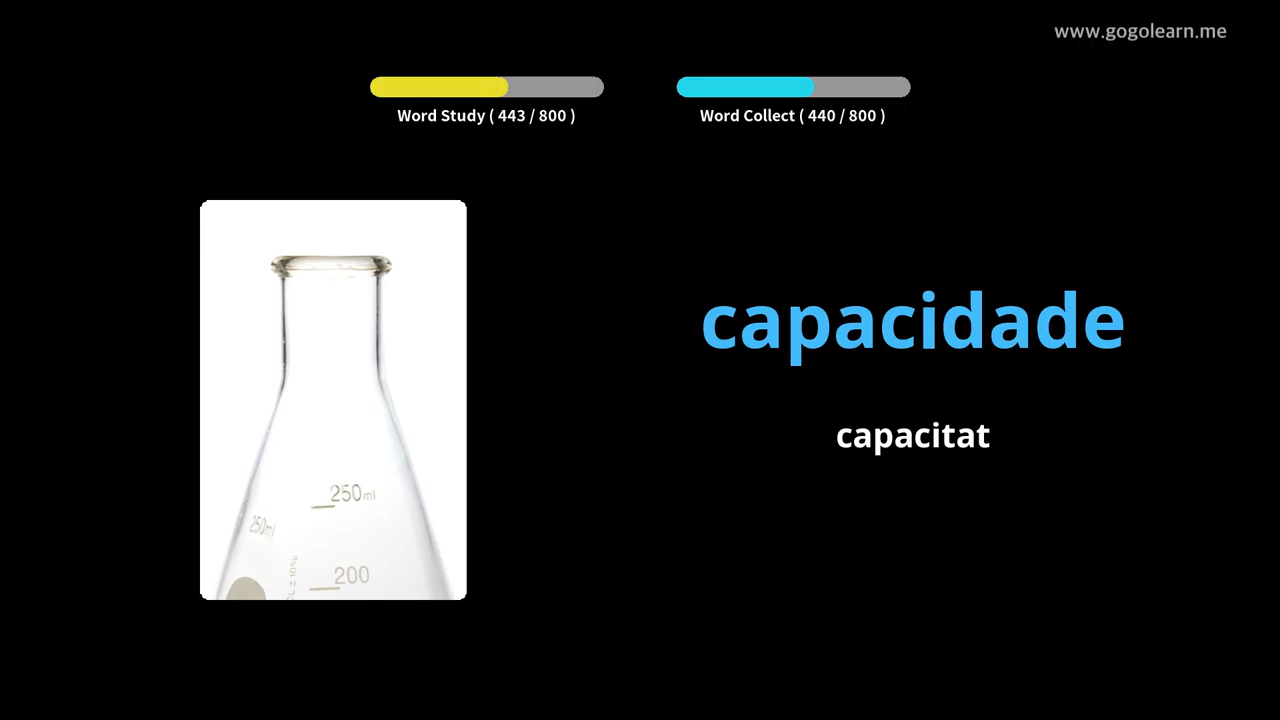 www.gogolearn.me
Word Study ( 443 / 800 )
Word Collect ( 440 / 800 )
capacidade
capacitat
250ml
250ml
200